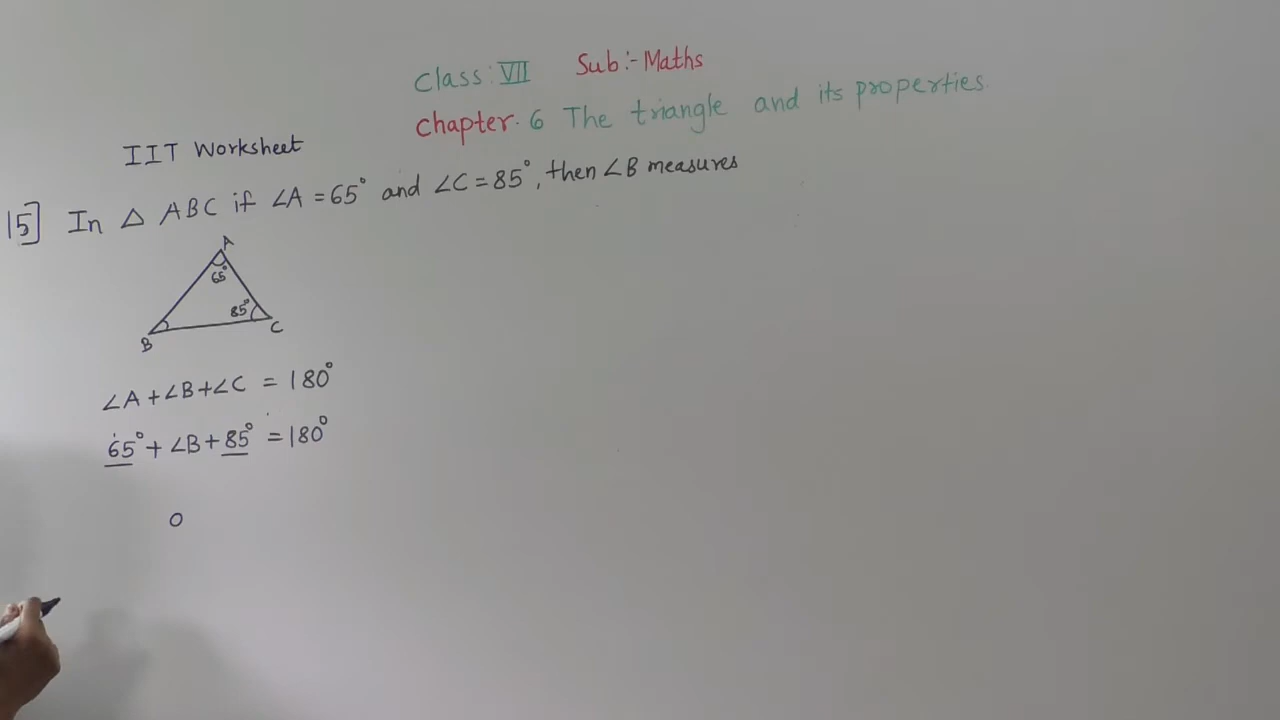 Class: VII Sub:- Maths
Chapter. 6 The triangle and its properties
IIT Worksheet
15] In △ ABC if ∠A = 65° and ∠C = 85°, then ∠B measures
A
65°
85°
B
C
∠A + ∠B + ∠C = 180°
65° + ∠B + 85° = 180°
0